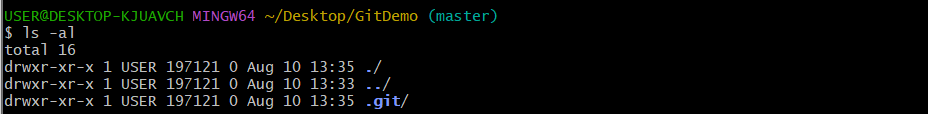 USER@DESKTOP-KJUAVCH MINGW64 ~/Desktop/GitDemo (master)
$ ls -al
total 16
drwxr-xr-x 1 USER 197121 0 Aug 10 13:35 ./
drwxr-xr-x 1 USER 197121 0 Aug 10 13:33 ../
drwxr-xr-x 1 USER 197121 0 Aug 10 13:35 .git/